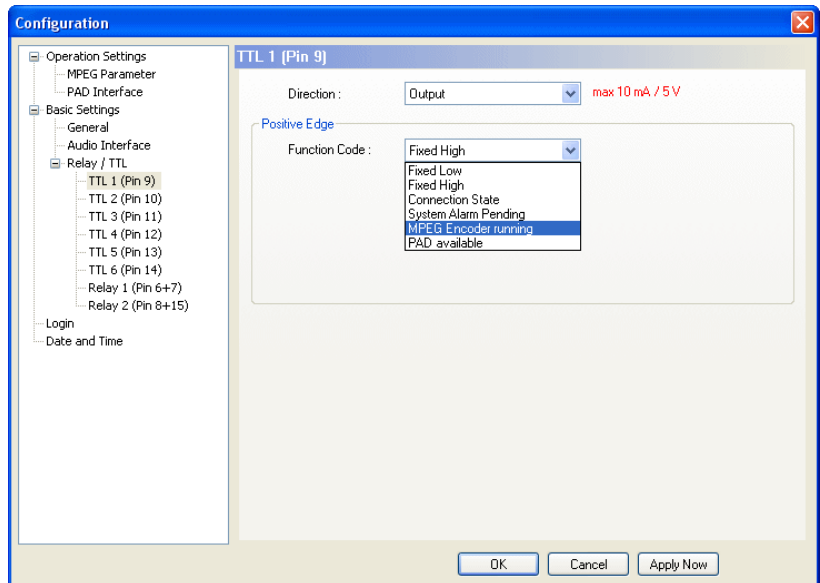 Configuration
Operation Settings
MPEG Parameter
PAD Interface
Basic Settings
General
Audio Interface
Relay / TTL
TTL 1 (Pin 9)
TTL 2 (Pin 10)
TTL 3 (Pin 11)
TTL 4 (Pin 12)
TTL 5 (Pin 13)
TTL 6 (Pin 14)
Relay 1 (Pin 6+7)
Relay 2 (Pin 8+15)
Login
Date and Time
TTL 1 (Pin 9)
Direction : Output max 10 mA / 5 V
Positive Edge
Function Code : Fixed High
Fixed Low
Fixed High
Connection State
System Alarm Pending
MPEG Encoder running
PAD available
OK Cancel Apply Now